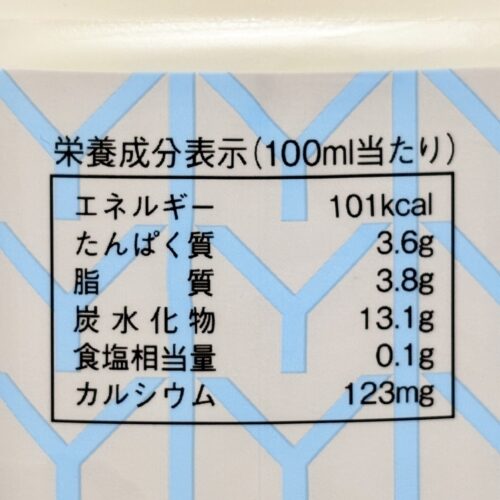 栄養成分表示(100ml当たり)
エネルギー 101kcal
たんぱく質 3.6g
脂質 3.8g
炭水化物 13.1g
食塩相当量 0.1g
カルシウム 123mg